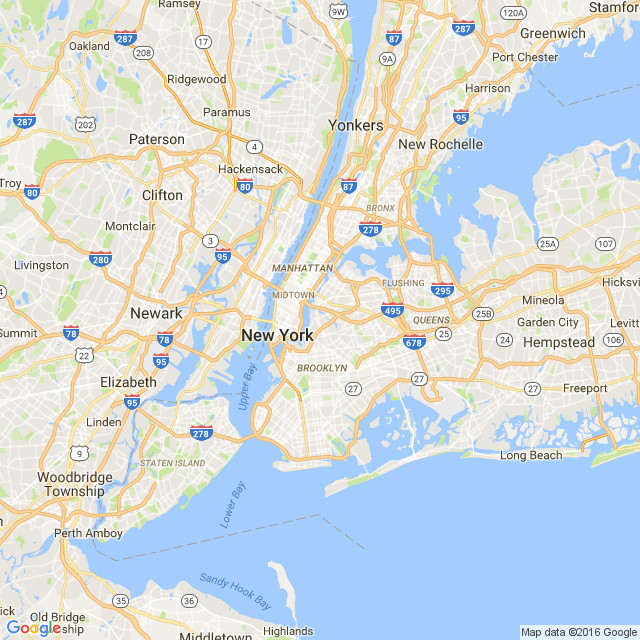 Ramsey
9W
120A
Stamford
Oakland
287
17
87
287
Greenwich
208
9A
Port Chester
Ridgewood
Harrison
Paramus
95
287
202
Yonkers
Paterson
4
New Rochelle
Hackensack
Troy
80
80
87
Clifton
BRONX
Montclair
278
3
25A
107
95
Livingston
280
MANHATTAN
FLUSHING
Hicksvi
MIDTOWN
295
Mineola
Newark
495
25B
QUEENS
Garden City
Levitt
Summit
78
New York
25
78
678
24
Hempstead
106
22
95
BROOKLYN
Elizabeth
27
27
27
Freeport
Upper Bay
95
Linden
278
9
Long Beach
STATEN ISLAND
Woodbridge
Township
Lower Bay
Perth Amboy
Sandy Hook Bay
35
36
Old Bridge
Google
nship
Middletown
Highlands
Map data ©2016 Google